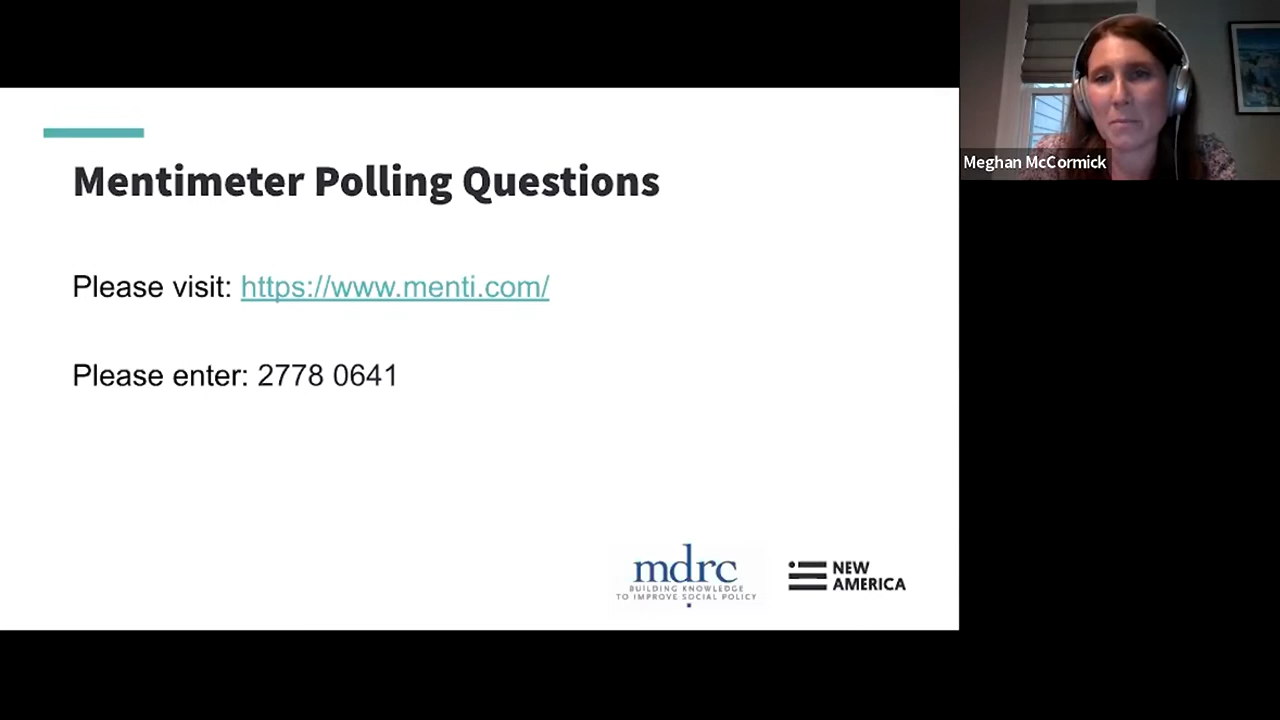 Mentimeter Polling Questions
Please visit: https://www.menti.com/
Please enter: 2778 0641
mdrc
BUILDING KNOWLEDGE
TO IMPROVE SOCIAL POLICY
NEW
AMERICA
Meghan McCormick